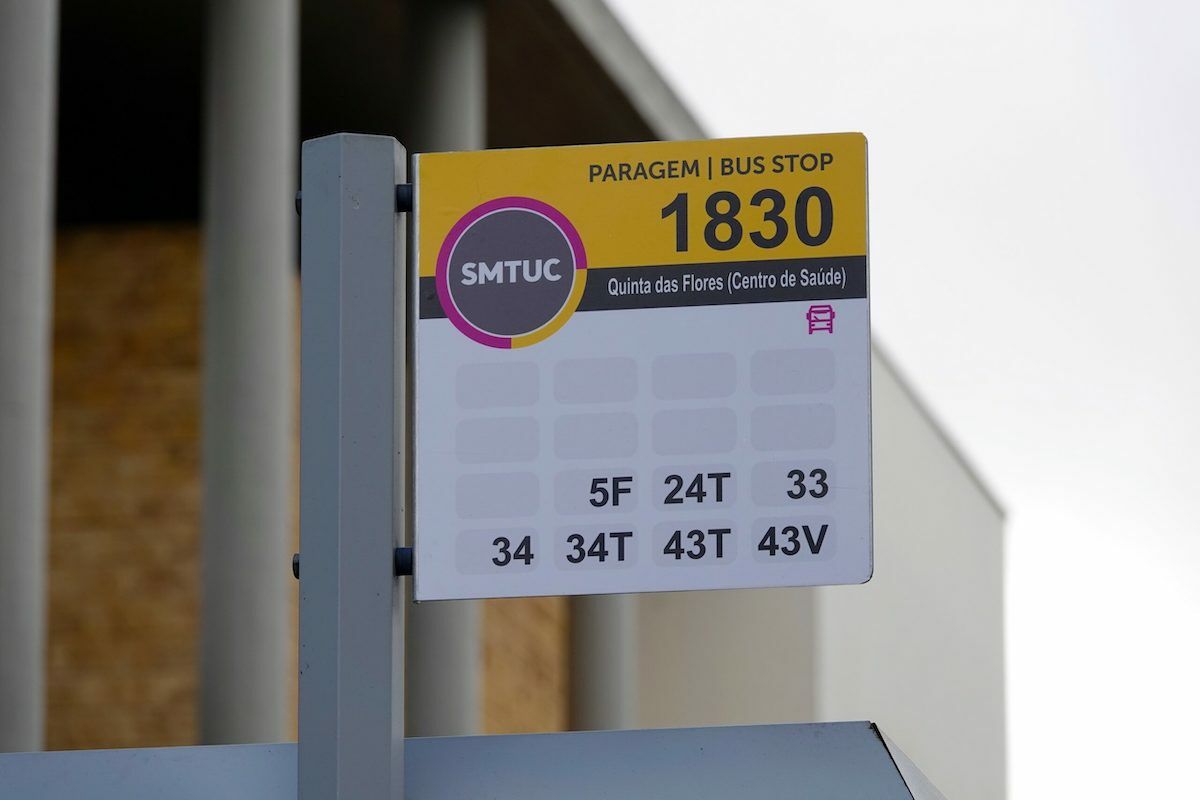 PARAGEM | BUS STOP
1830
SMTUC
Quinta das Flores (Centro de Saúde)
5F 24T 33
34 34T 43T 43V